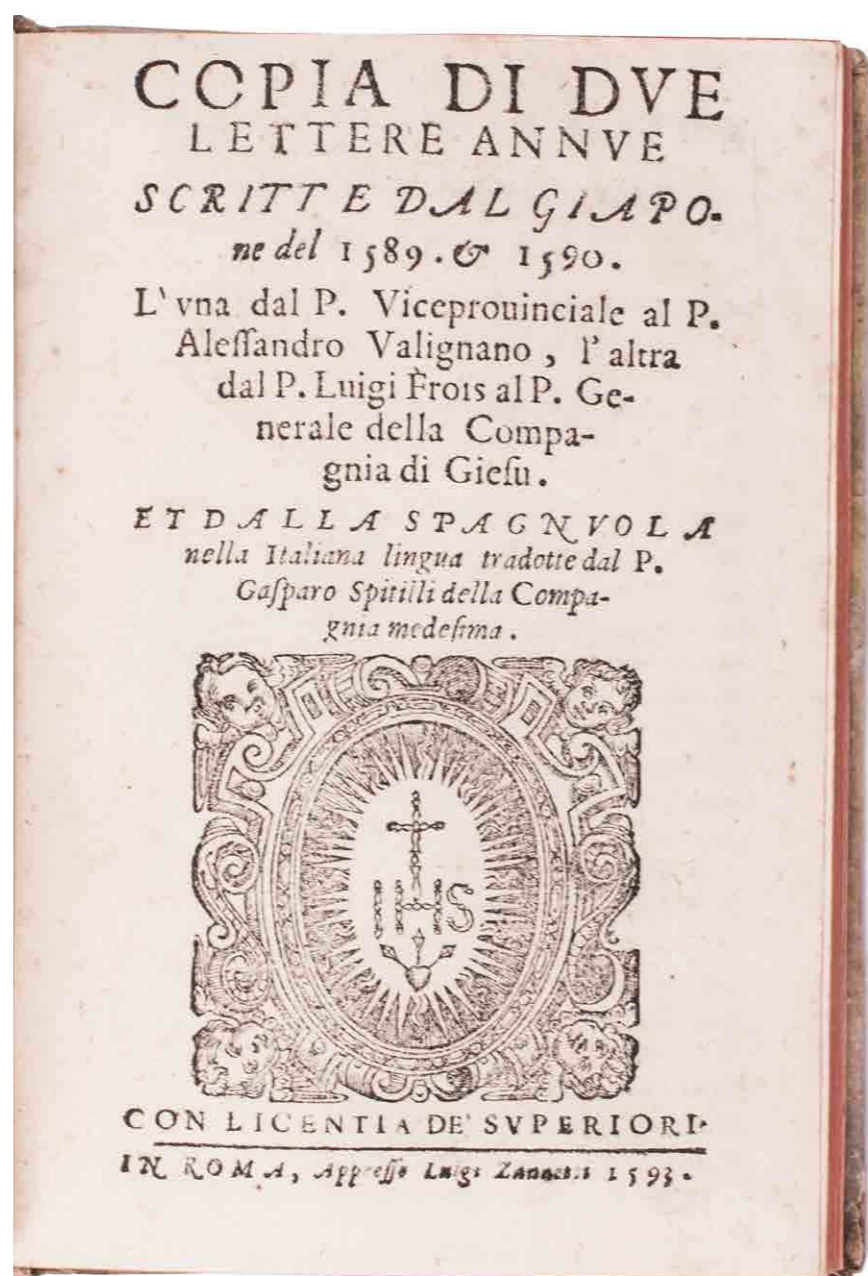 COPIA DI DVE
LETTERE ANNVE
SCRITTE DAL GIAPO-
ne del 1589. & 1590.
L'vna dal P. Viceprouinciale al P.
Aleſſandro Valignano, l'altra
dal P. Luigi Frois al P. Ge-
nerale della Compa-
gnia di Gieſu.
ET DALLA SPAGNVOLA
nella Italiana lingua tradotte dal P.
Gaſparo Spitilli della Compa-
gnia medeſima.
IHS
CON LICENTIA DE' SVPERIORI.
IN ROMA, Appreſſo Luigi Zannetti 1593.